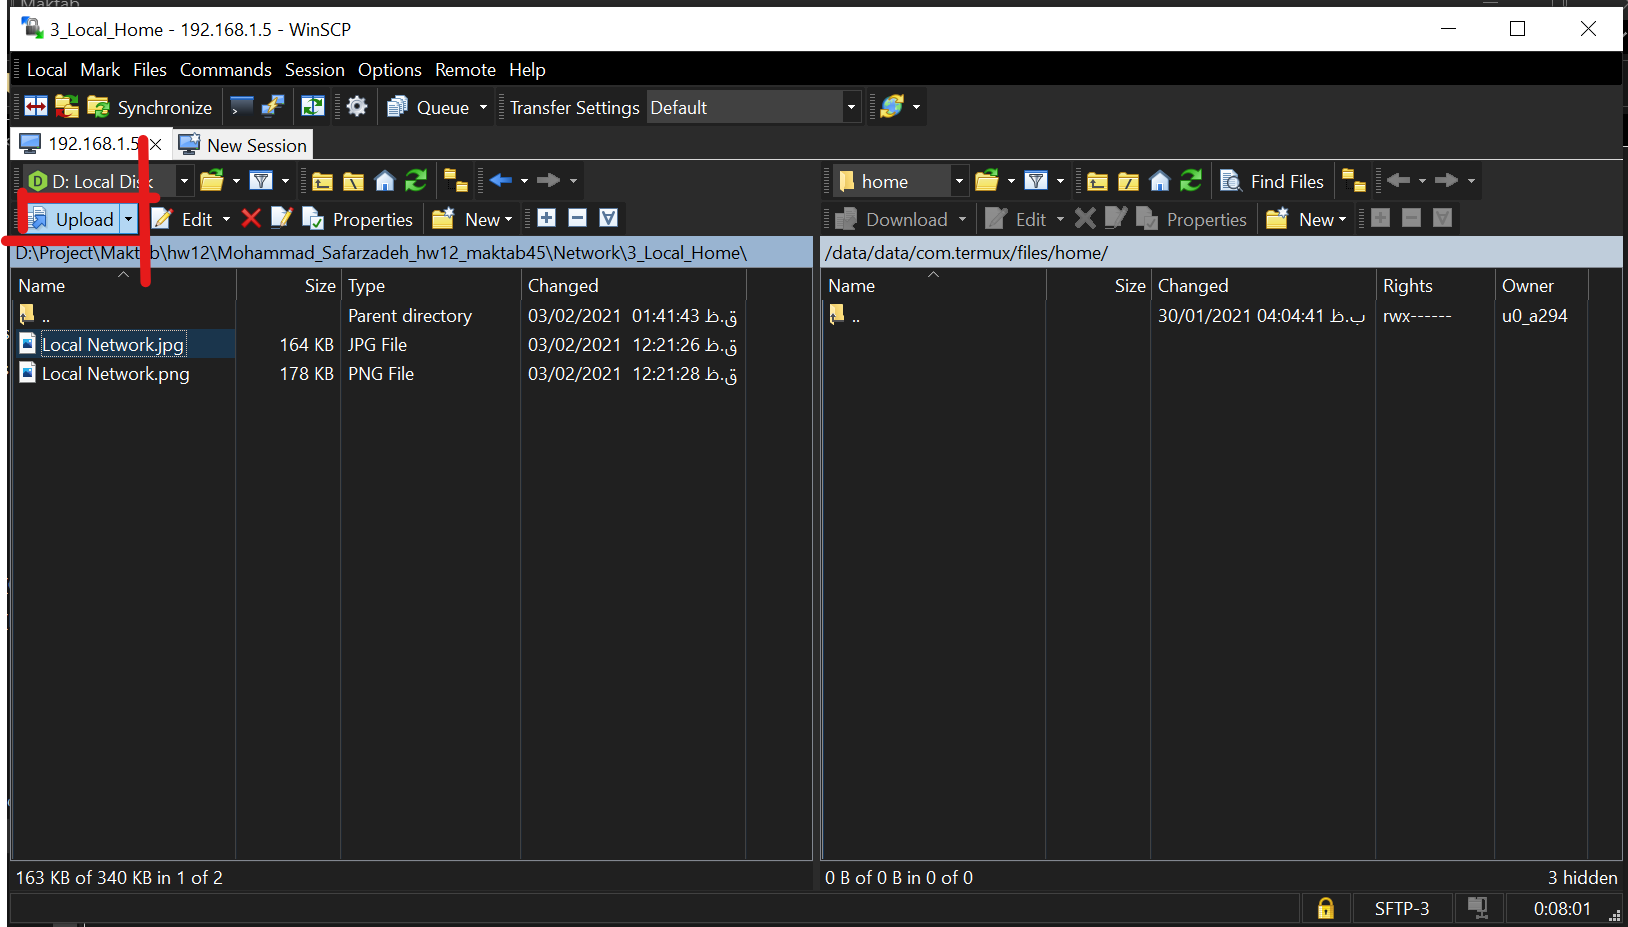 3_Local_Home - 192.168.1.5 - WinSCP
Local Mark Files Commands Session Options Remote Help
Synchronize Queue Transfer Settings Default
192.168.1.5 New Session
D: Local Disk home Find Files
Upload Edit Properties New Download Edit Properties New
D:\Project\Maktab\hw12\Mohammad_Safarzadeh_hw12_maktab45\Network\3_Local_Home\ /data/data/com.termux/files/home/
Name Size Type Changed Name Size Changed Rights Owner
.. Parent directory 03/02/2021 01:41:43 ق.ظ .. 30/01/2021 04:04:41 ب.ظ rwx------ u0_a294
Local Network.jpg 164 KB JPG File 03/02/2021 12:21:26 ق.ظ
Local Network.png 178 KB PNG File 03/02/2021 12:21:28 ق.ظ
163 KB of 340 KB in 1 of 2 0 B of 0 B in 0 of 0 3 hidden
SFTP-3 0:08:01